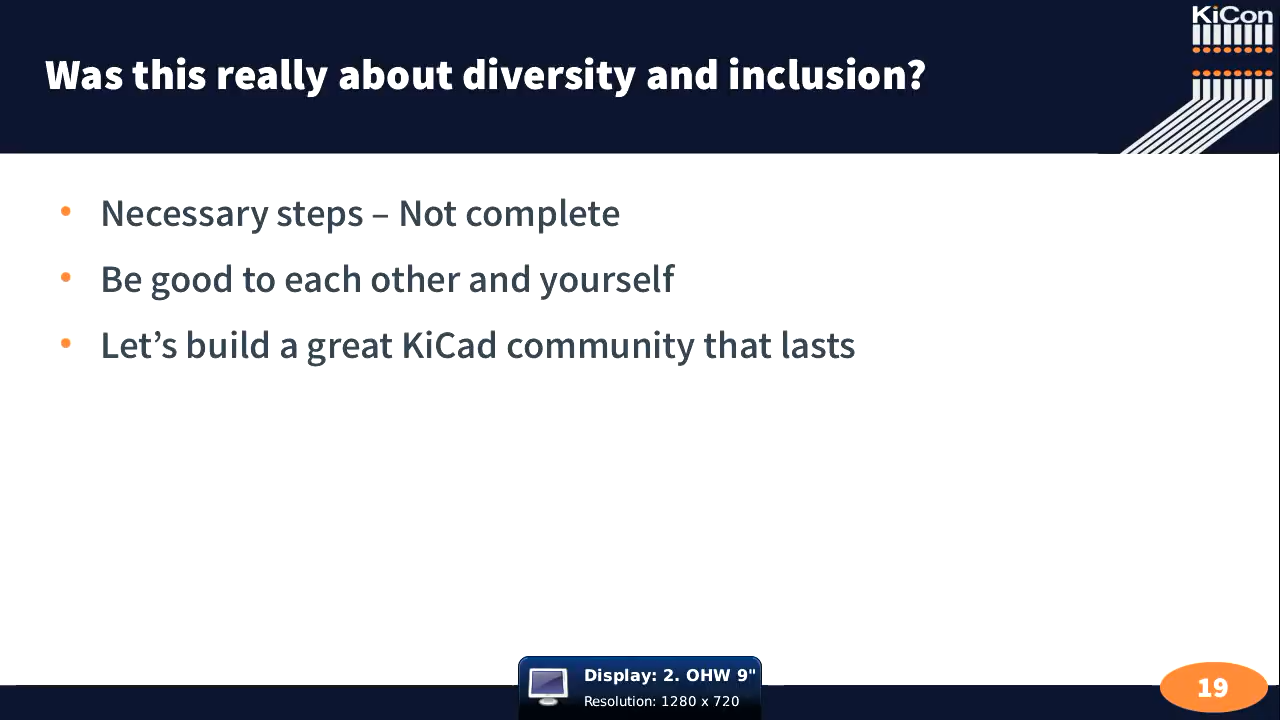 KiCon
Was this really about diversity and inclusion?
• Necessary steps – Not complete
• Be good to each other and yourself
• Let’s build a great KiCad community that lasts
Display: 2. OHW 9"
Resolution: 1280 x 720
19